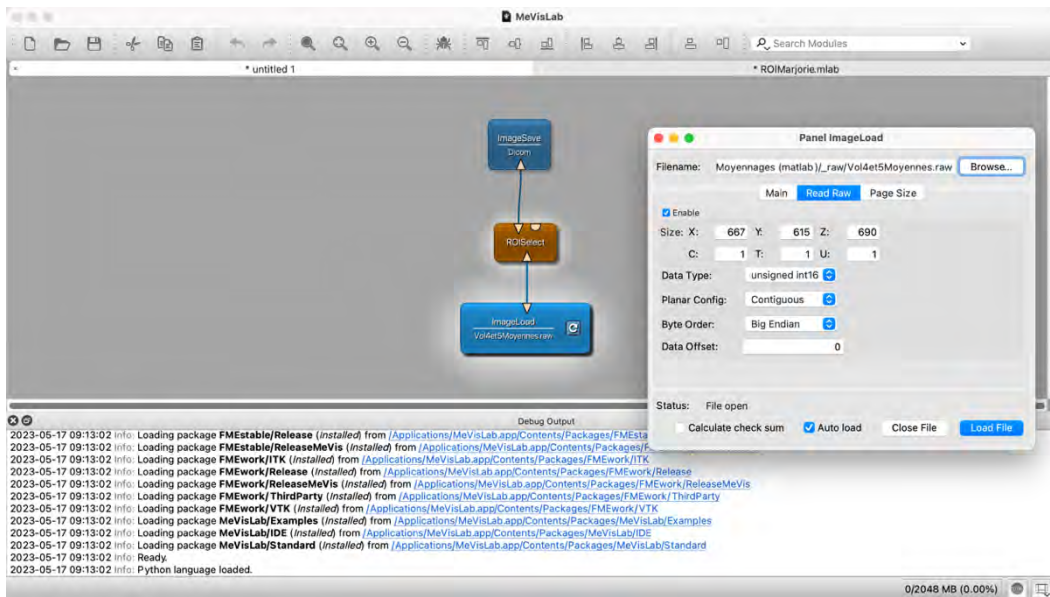 MeVisLab
Search Modules
* untitled 1
* ROIMarjorie.mlab
ImageSave
Dicom
ROISelect
ImageLoad
Vol4et5Moyennes.raw
Panel ImageLoad
Filename: Moyennages (matlab)/_raw/Vol4et5Moyennes.raw Browse...
Main Read Raw Page Size
Enable
Size: X: 667 Y: 615 Z: 690
C: 1 T: 1 U: 1
Data Type: unsigned int16
Planar Config: Contiguous
Byte Order: Big Endian
Data Offset: 0
Status: File open
Calculate check sum Auto load Close File Load File
Debug Output
2023-05-17 09:13:02 Info: Loading package FMEstable/Release (installed) from /Applications/MeVisLab.app/Contents/Packages/FMEsta
2023-05-17 09:13:02 Info: Loading package FMEstable/ReleaseMeVis (installed) from /Applications/MeVisLab.app/Contents/Packages/F
2023-05-17 09:13:02 Info: Loading package FMEwork/ITK (installed) from /Applications/MeVisLab.app/Contents/Packages/FMEwork/ITK
2023-05-17 09:13:02 Info: Loading package FMEwork/Release (installed) from /Applications/MeVisLab.app/Contents/Packages/FMEwork/Release
2023-05-17 09:13:02 Info: Loading package FMEwork/ReleaseMeVis (installed) from /Applications/MeVisLab.app/Contents/Packages/FMEwork/ReleaseMeVis
2023-05-17 09:13:02 Info: Loading package FMEwork/ThirdParty (installed) from /Applications/MeVisLab.app/Contents/Packages/FMEwork/ThirdParty
2023-05-17 09:13:02 Info: Loading package FMEwork/VTK (installed) from /Applications/MeVisLab.app/Contents/Packages/FMEwork/VTK
2023-05-17 09:13:02 Info: Loading package MeVisLab/Examples (installed) from /Applications/MeVisLab.app/Contents/Packages/MeVisLab/Examples
2023-05-17 09:13:02 Info: Loading package MeVisLab/IDE (installed) from /Applications/MeVisLab.app/Contents/Packages/MeVisLab/IDE
2023-05-17 09:13:02 Info: Loading package MeVisLab/Standard (installed) from /Applications/MeVisLab.app/Contents/Packages/MeVisLab/Standard
2023-05-17 09:13:02 Info: Ready.
2023-05-17 09:13:02 Info: Python language loaded.
0/2048 MB (0.00%)